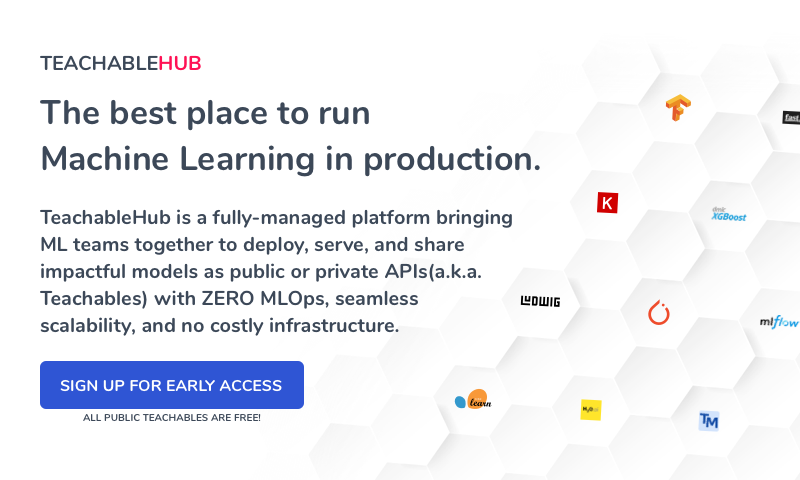 TEACHABLEHUB
The best place to run
Machine Learning in production.
TeachableHub is a fully-managed platform bringing
ML teams together to deploy, serve, and share
impactful models as public or private APIs(a.k.a.
Teachables) with ZERO MLOps, seamless
scalability, and no costly infrastructure.
SIGN UP FOR EARLY ACCESS
ALL PUBLIC TEACHABLES ARE FREE!
fast.
K
dmlc
XGBoost
LUDWIG
mlflow
learn
TM